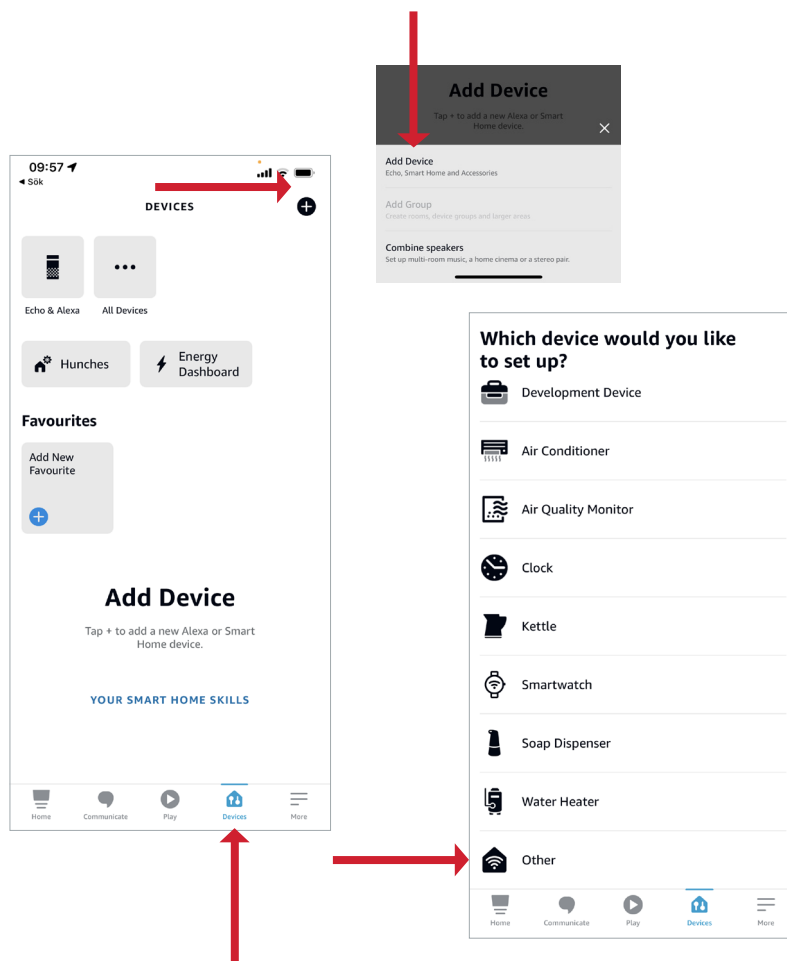 Add Device
Tap + to add a new Alexa or Smart
Home device.
Add Device
Echo, Smart Home and Accessories
Add Group
Create rooms, device groups and larger areas
Combine speakers
Set up multi-room music, a home cinema or a stereo pair.
09:57
◀ Sök
DEVICES
Echo & Alexa
All Devices
Hunches
Energy
Dashboard
Favourites
Add New
Favourite
Add Device
Tap + to add a new Alexa or Smart
Home device.
YOUR SMART HOME SKILLS
Home
Communicate
Play
Devices
More
Which device would you like
to set up?
Development Device
Air Conditioner
Air Quality Monitor
Clock
Kettle
Smartwatch
Soap Dispenser
Water Heater
Other
Home
Communicate
Play
Devices
More